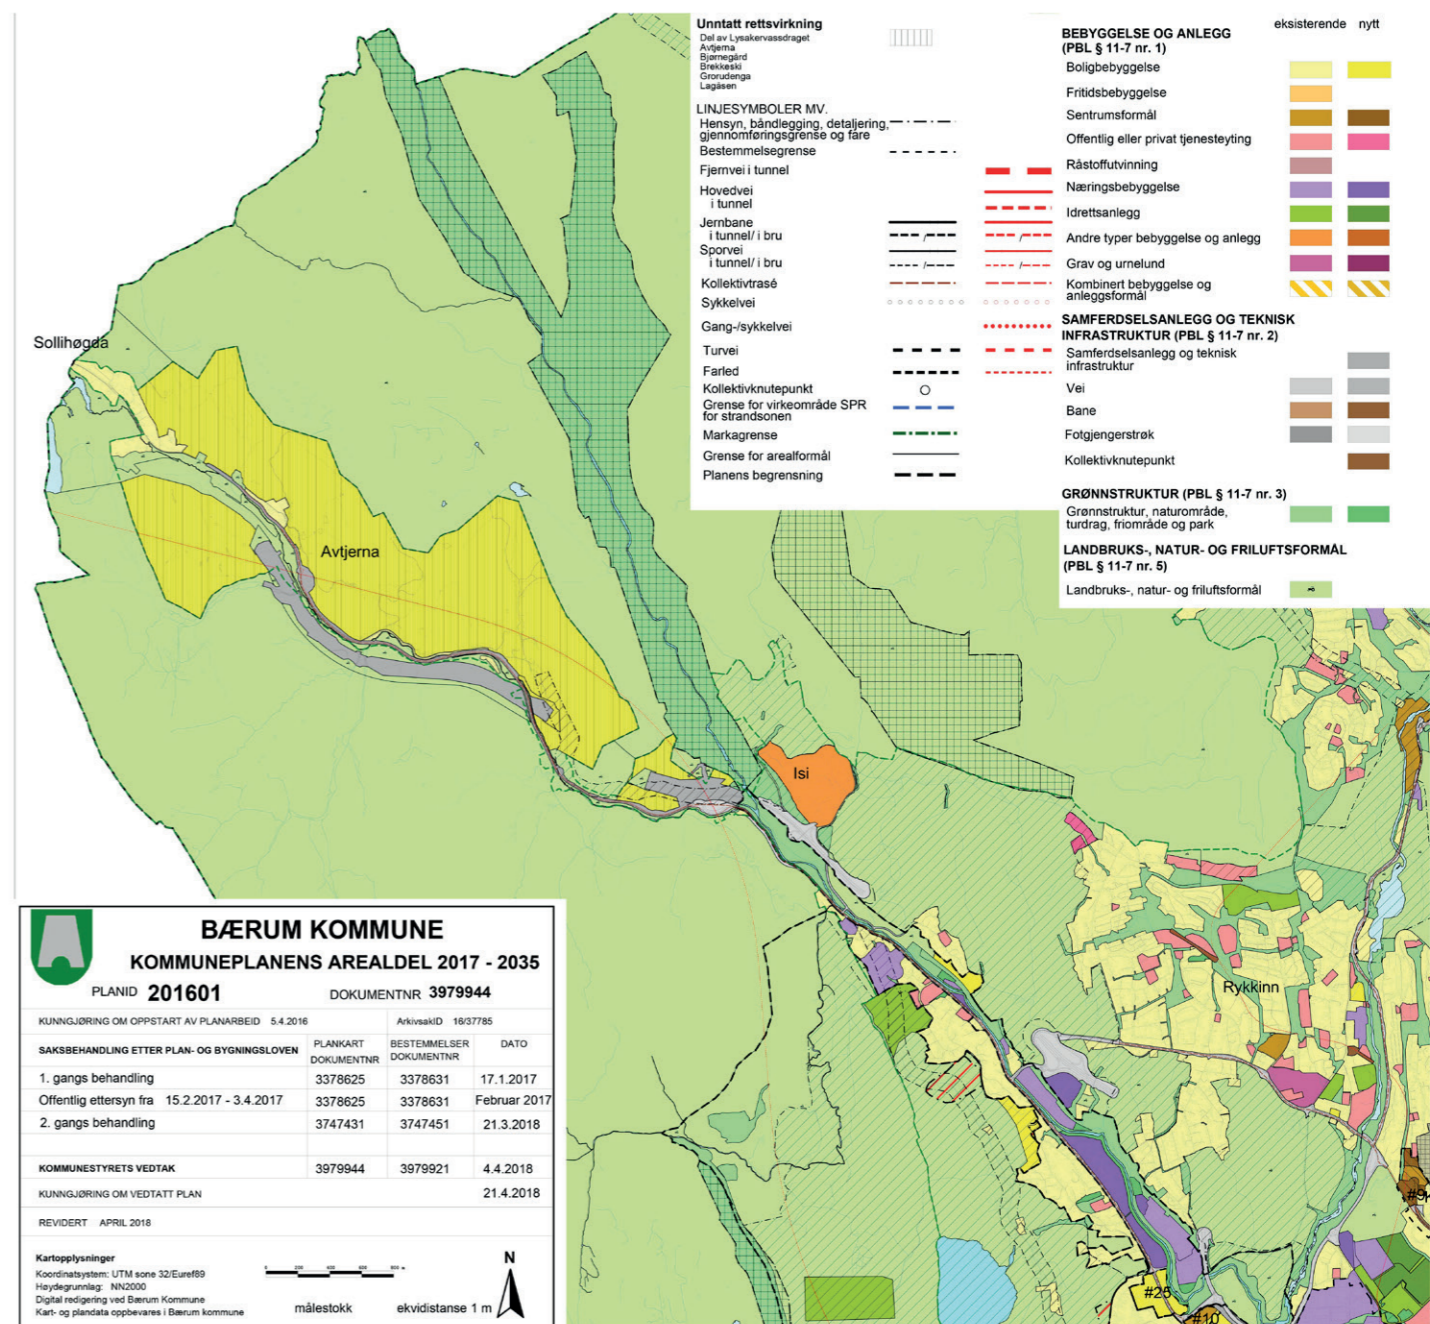 Unntatt rettsvirkning
Del av Lysakervassdraget
Avtjerna
Bjørnegård
Brekkeski
Grorudenga
Lagåsen
LINJESYMBOLER MV.
Hensyn, båndlegging, detaljering,
gjennomføringsgrense og fare
Bestemmelsegrense
Fjernvei i tunnel
Hovedvei
i tunnel
Jernbane
i tunnel/ i bru
Sporvei
i tunnel/ i bru
Kollektivtrasé
Sykkelvei
Gang-/sykkelvei
Turvei
Farled
Kollektivknutepunkt
Grense for virkeområde SPR
for strandsonen
Markagrense
Grense for arealformål
Planens begrensning
eksisterende nytt
BEBYGGELSE OG ANLEGG
(PBL § 11-7 nr. 1)
Boligbebyggelse
Fritidsbebyggelse
Sentrumsformål
Offentlig eller privat tjenesteyting
Råstoffutvinning
Næringsbebyggelse
Idrettsanlegg
Andre typer bebyggelse og anlegg
Grav og urnelund
Kombinert bebyggelse og
anleggsformål
SAMFERDSELSANLEGG OG TEKNISK
INFRASTRUKTUR (PBL § 11-7 nr. 2)
Samferdselsanlegg og teknisk
infrastruktur
Vei
Bane
Fotgjengerstrøk
Kollektivknutepunkt
GRØNNSTRUKTUR (PBL § 11-7 nr. 3)
Grønnstruktur, naturområde,
turdrag, friområde og park
LANDBRUKS-, NATUR- OG FRILUFTSFORMÅL
(PBL § 11-7 nr. 5)
Landbruks-, natur- og friluftsformål
Sollihøgda
Avtjerna
Isi
Rykkinn
#9
#25
#10
BÆRUM KOMMUNE
KOMMUNEPLANENS AREALDEL 2017 - 2035
PLANID 201601 DOKUMENTNR 3979944
KUNNGJØRING OM OPPSTART AV PLANARBEID 5.4.2016 ArkivsakID 16/37785
SAKSBEHANDLING ETTER PLAN- OG BYGNINGSLOVEN PLANKART DOKUMENTNR BESTEMMELSER DOKUMENTNR DATO
1. gangs behandling 3378625 3378631 17.1.2017
Offentlig ettersyn fra 15.2.2017 - 3.4.2017 3378625 3378631 Februar 2017
2. gangs behandling 3747431 3747451 21.3.2018
KOMMUNESTYRETS VEDTAK 3979944 3979921 4.4.2018
KUNNGJØRING OM VEDTATT PLAN 21.4.2018
REVIDERT APRIL 2018
Kartopplysninger
Koordinatsystem: UTM sone 32/Euref89
Høydegrunnlag: NN2000
Digital redigering ved Bærum Kommune
Kart- og plandata oppbevares i Bærum kommune
0 200 400 600 800 m
målestokk ekvidistanse 1 m
N